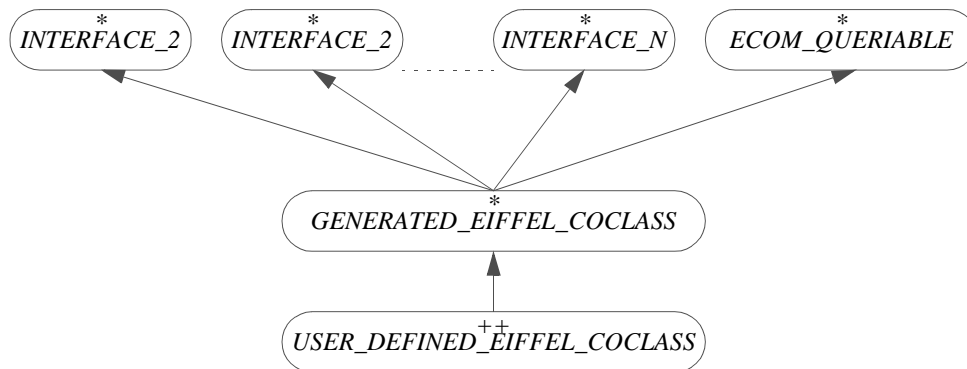 * * * *
INTERFACE_2 INTERFACE_2 INTERFACE_N ECOM_QUERIABLE
*
GENERATED_EIFFEL_COCLASS
++
USER_DEFINED_EIFFEL_COCLASS